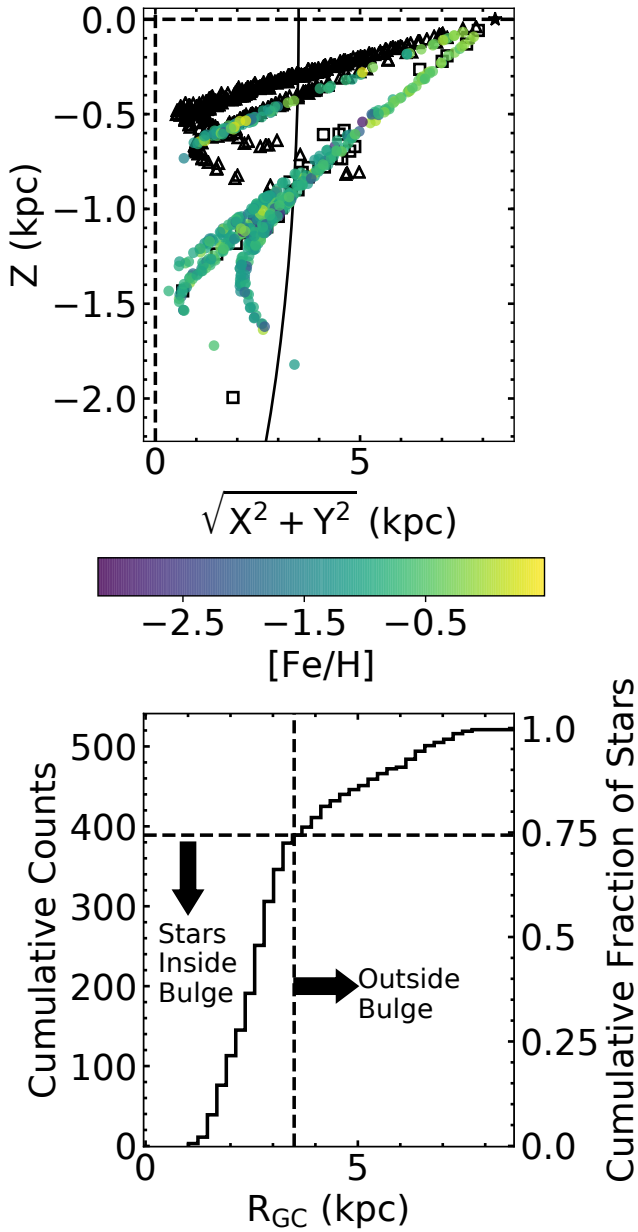 0.0
−0.5
−1.0
−1.5
−2.0
Z (kpc)
0 5
√X² + Y² (kpc)
−2.5 −1.5 −0.5
[Fe/H]
500
400
300
200
100
0
Cumulative Counts
1.0
0.75
0.5
0.25
0.0
Cumulative Fraction of Stars
Stars
Inside
Bulge
Outside
Bulge
0 5
R_GC (kpc)